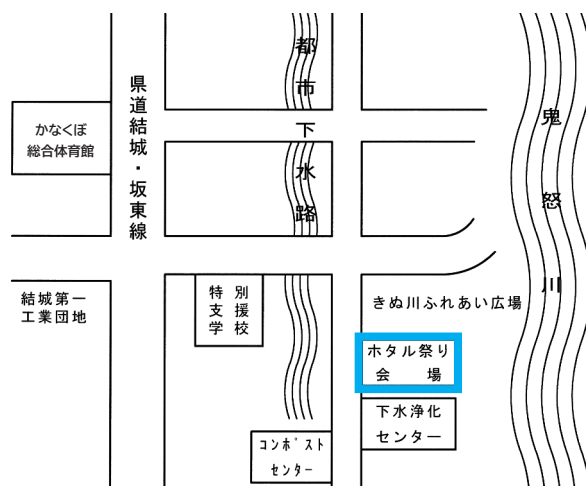 都市下水路
県道結城・坂東線
鬼怒川
かなくぼ
総合体育館
結城第一
工業団地
特別
支援
学校
きぬ川ふれあい広場
ホタル祭り
会場
下水浄化
センター
コンポスト
センター